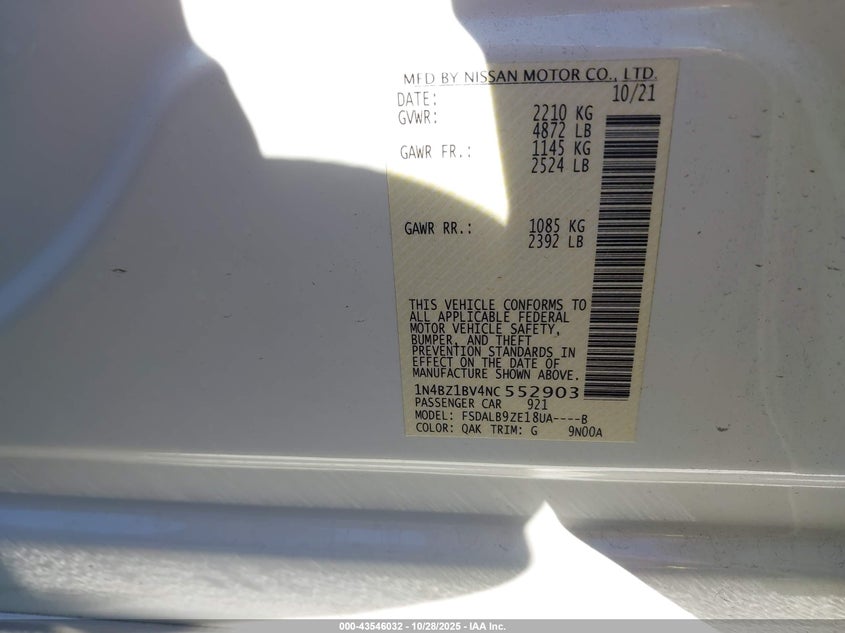 MFD BY NISSAN MOTOR CO., LTD.
DATE: 10/21
GVWR: 2210 KG
4872 LB
GAWR FR.: 1145 KG
2524 LB
GAWR RR.: 1085 KG
2392 LB
THIS VEHICLE CONFORMS TO
ALL APPLICABLE FEDERAL
MOTOR VEHICLE SAFETY,
BUMPER, AND THEFT
PREVENTION STANDARDS IN
EFFECT ON THE DATE OF
MANUFACTURE SHOWN ABOVE.
1N4BZ1BV4NC552903
PASSENGER CAR 921
MODEL: FSDALB9ZE18UA----B
COLOR: QAK TRIM: G 9N00A
000-43546032 - 10/28/2025 - IAA Inc.